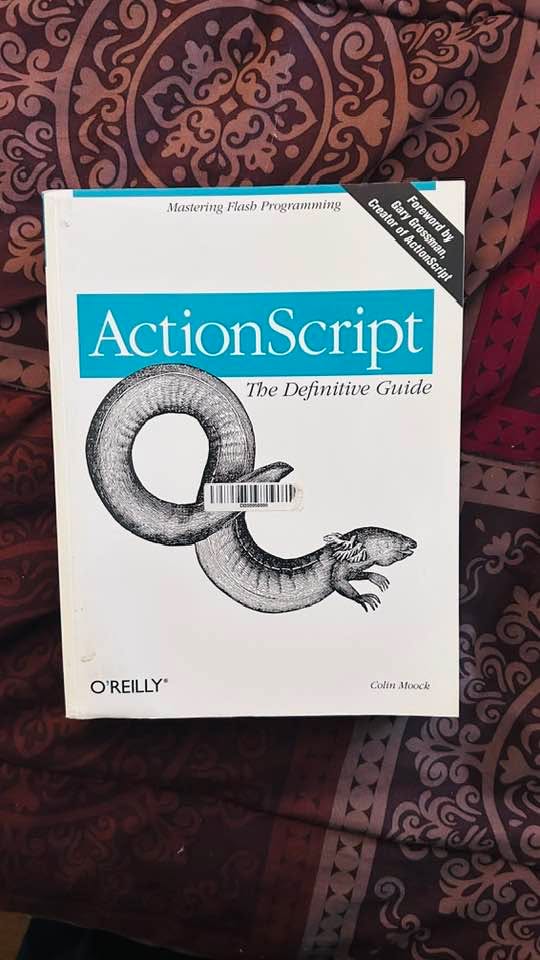 Mastering Flash Programming
Foreword by
Gary Grossman,
Creator of ActionScript
ActionScript
The Definitive Guide
O'REILLY®
Colin Moock